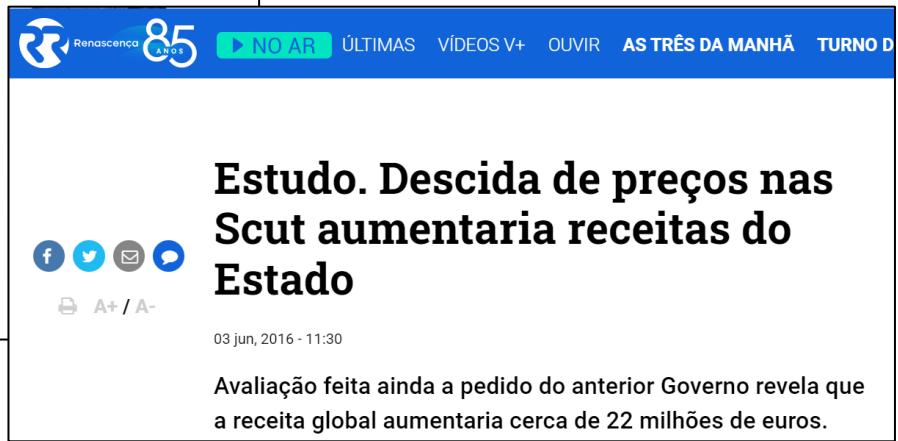 Renascença 85 ANOS NO AR ÚLTIMAS VÍDEOS V+ OUVIR AS TRÊS DA MANHÃ TURNO D
Estudo. Descida de preços nas
Scut aumentaria receitas do
Estado
A+ / A-
03 jun, 2016 - 11:30
Avaliação feita ainda a pedido do anterior Governo revela que
a receita global aumentaria cerca de 22 milhões de euros.